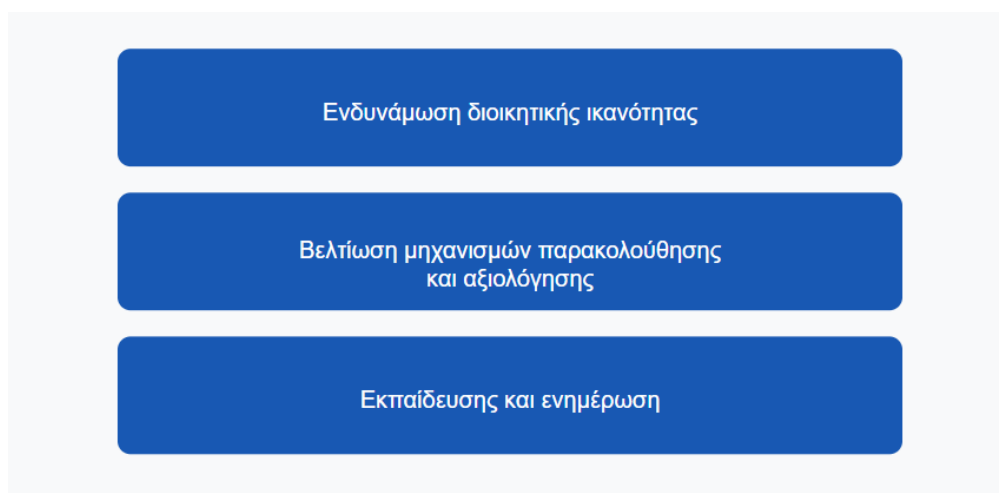 Ενδυνάμωση διοικητικής ικανότητας
Βελτίωση μηχανισμών παρακολούθησης
και αξιολόγησης
Εκπαίδευσης και ενημέρωση